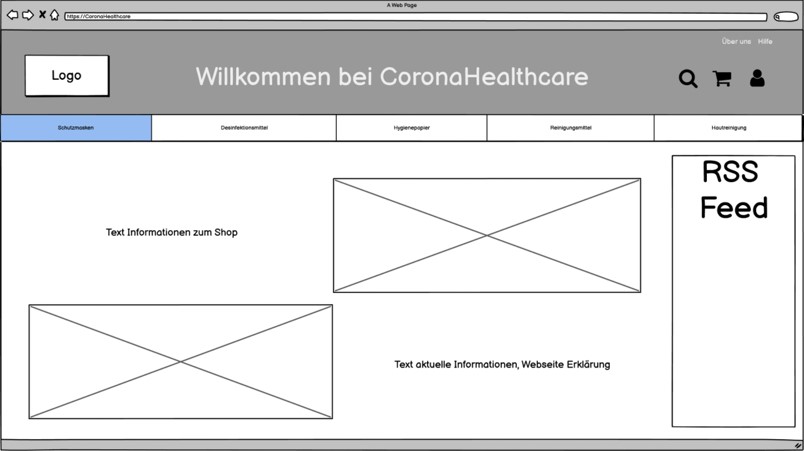 A Web Page
https://CoronaHealthcare
Über uns Hilfe
Logo
Willkommen bei CoronaHealthcare
Schutzmasken
Desinfektionsmittel
Hygienepapier
Reinigungsmittel
Hautreinigung
RSS
Feed
Text Informationen zum Shop
Text aktuelle Informationen, Webseite Erklärung